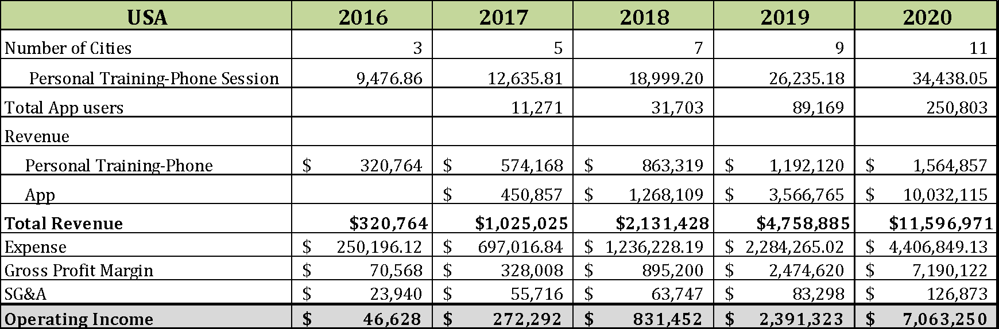 USA 2016 2017 2018 2019 2020
Number of Cities 3 5 7 9 11
Personal Training-Phone Session 9,476.86 12,635.81 18,999.20 26,235.18 34,438.05
Total App users 11,271 31,703 89,169 250,803
Revenue
Personal Training-Phone $ 320,764 $ 574,168 $ 863,319 $ 1,192,120 $ 1,564,857
App $ 450,857 $ 1,268,109 $ 3,566,765 $ 10,032,115
Total Revenue $320,764 $1,025,025 $2,131,428 $4,758,885 $11,596,971
Expense $ 250,196.12 $ 697,016.84 $ 1,236,228.19 $ 2,284,265.02 $ 4,406,849.13
Gross Profit Margin $ 70,568 $ 328,008 $ 895,200 $ 2,474,620 $ 7,190,122
SG&A $ 23,940 $ 55,716 $ 63,747 $ 83,298 $ 126,873
Operating Income $ 46,628 $ 272,292 $ 831,452 $ 2,391,323 $ 7,063,250